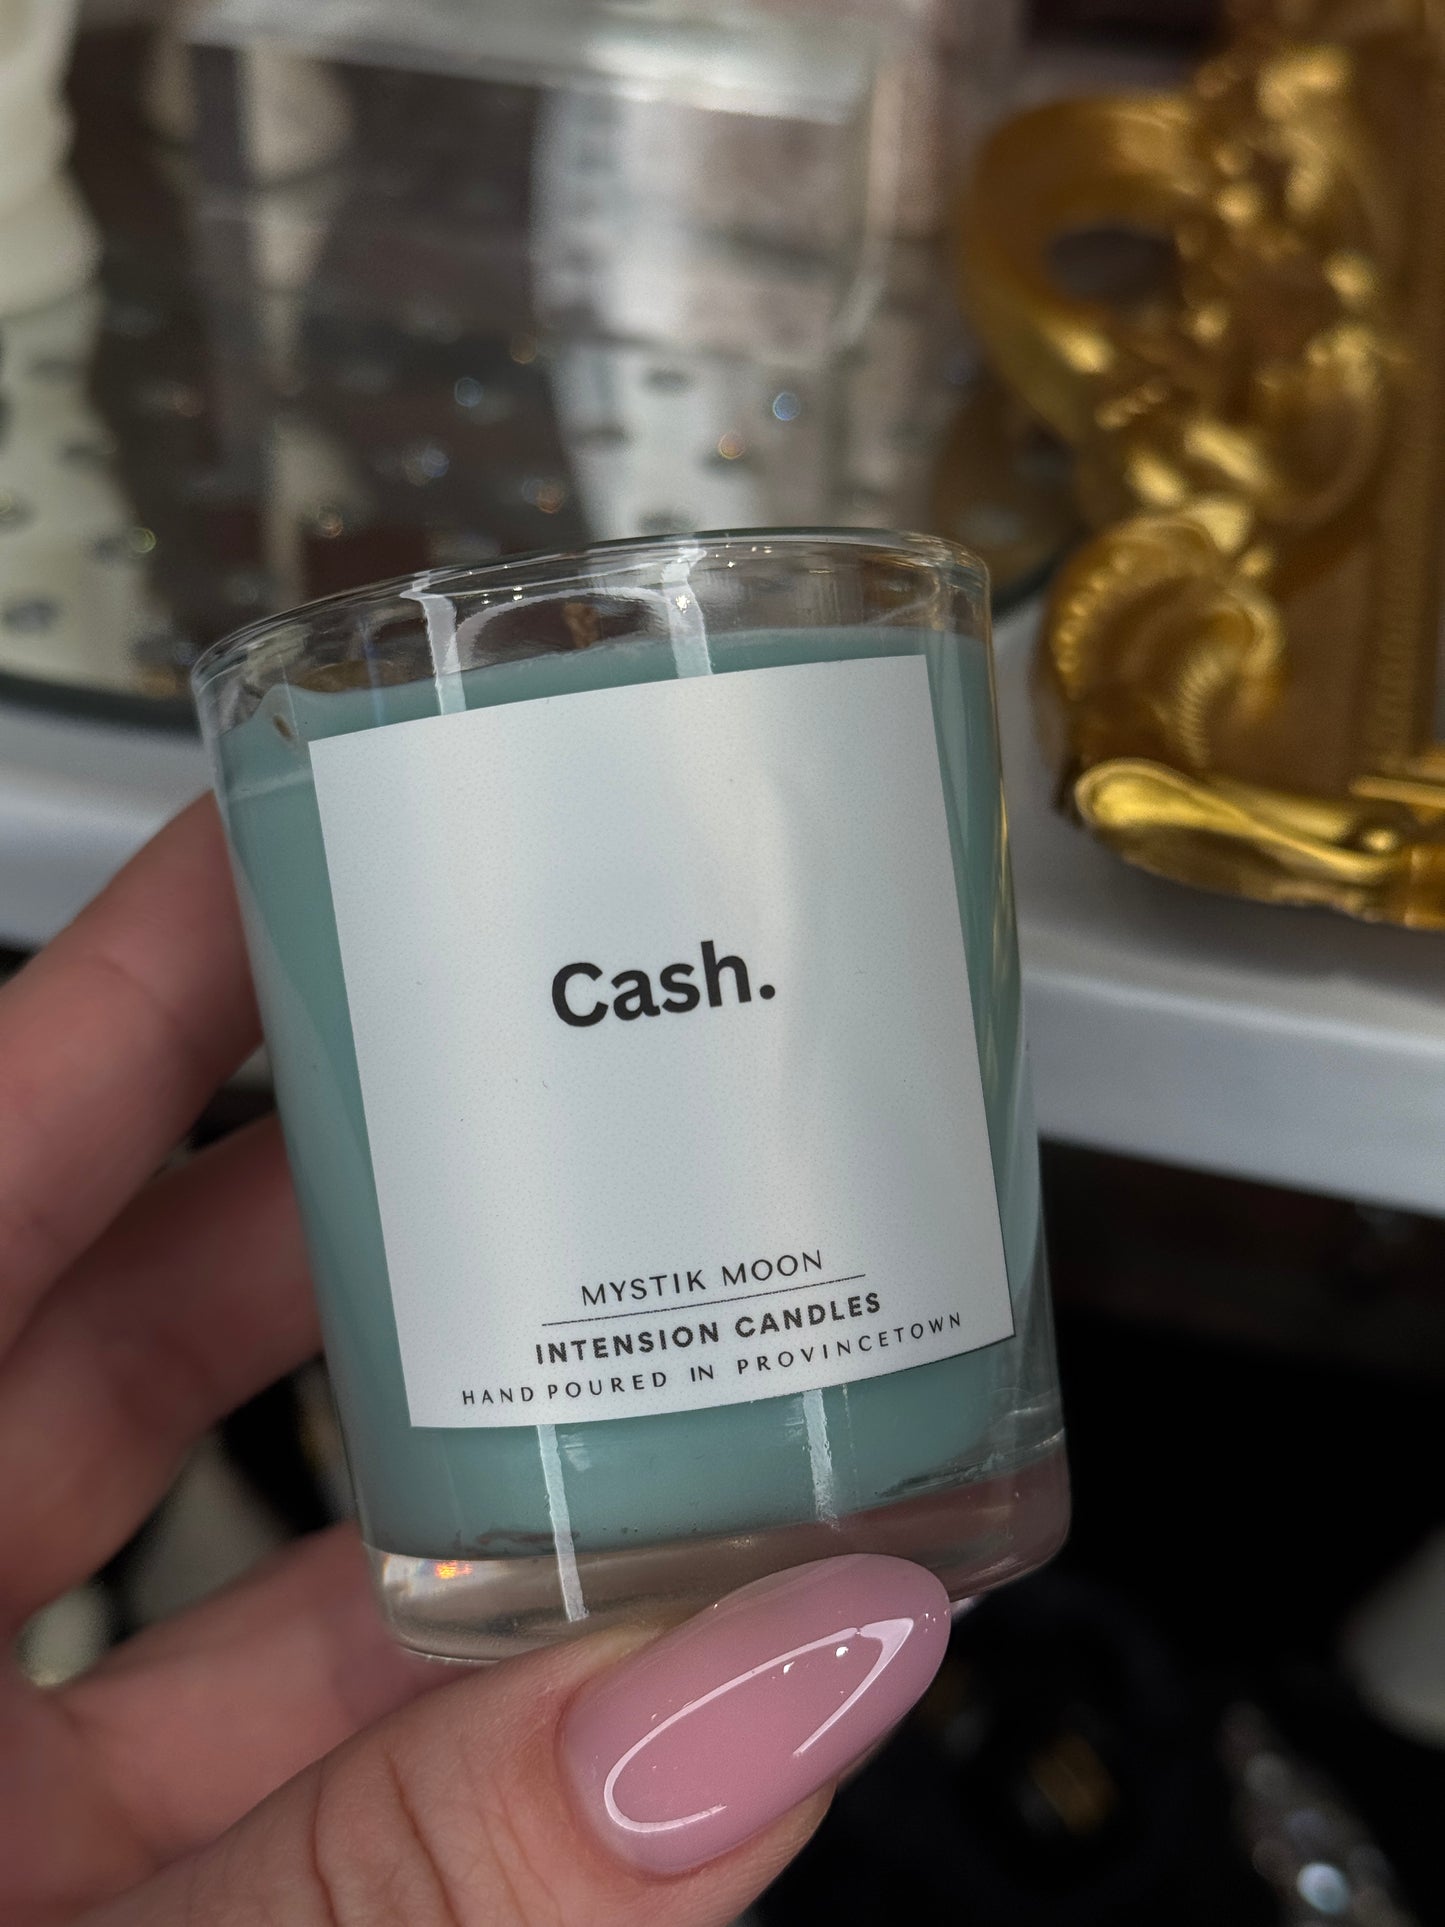 Cash.
MYSTIK MOON
INTENSION CANDLES
HAND POURED IN PROVINCETOWN